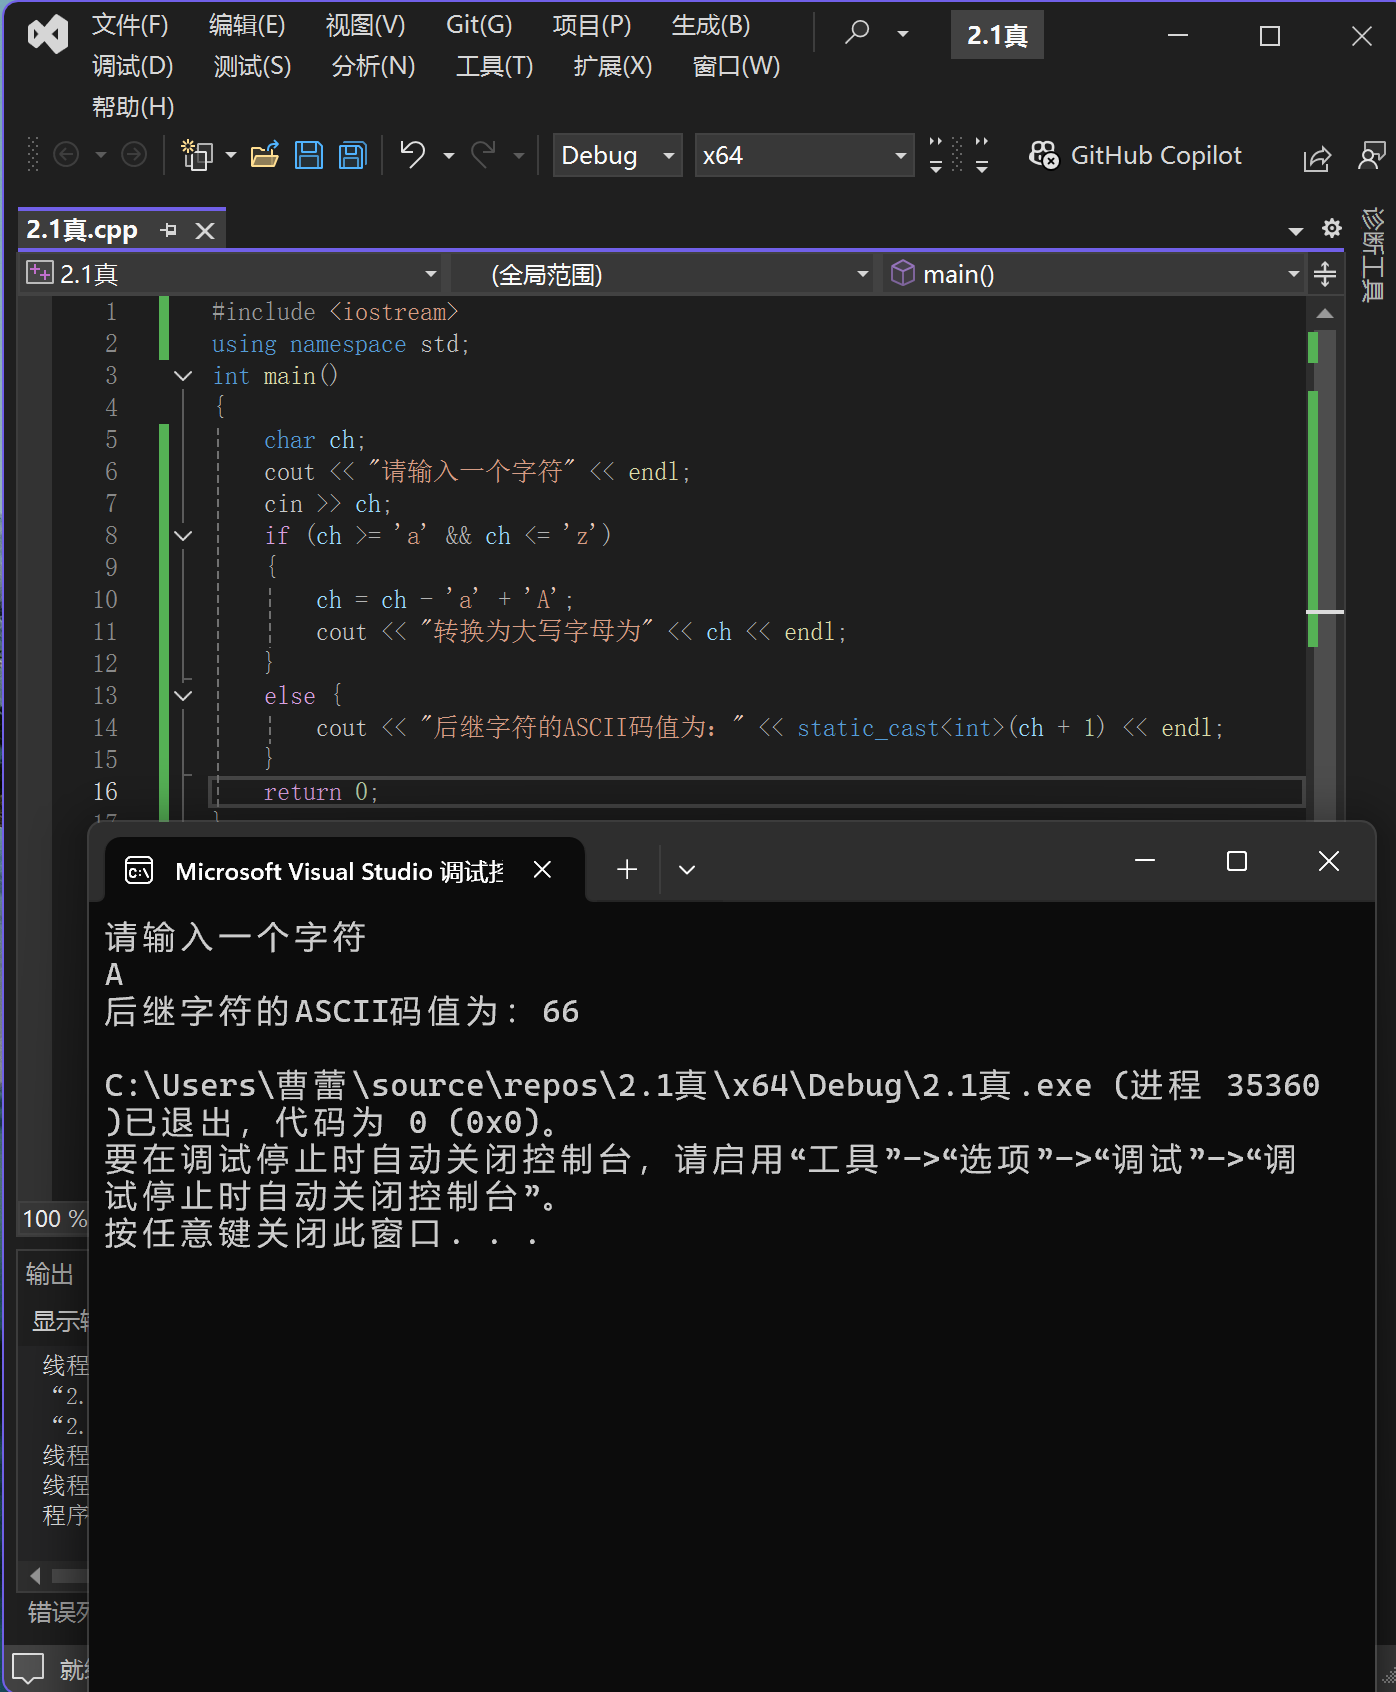 文件(F) 编辑(E) 视图(V) Git(G) 项目(P) 生成(B) 2.1真
调试(D) 测试(S) 分析(N) 工具(T) 扩展(X) 窗口(W)
帮助(H)
Debug x64 GitHub Copilot
2.1真.cpp
诊断工具
2.1真 (全局范围) main()
1 #include <iostream>
2 using namespace std;
3 int main()
4 {
5 char ch;
6 cout << "请输入一个字符" << endl;
7 cin >> ch;
8 if (ch >= 'a' && ch <= 'z')
9 {
10 ch = ch - 'a' + 'A';
11 cout << "转换为大写字母为" << ch << endl;
12 }
13 else {
14 cout << "后继字符的ASCII码值为：" << static_cast<int>(ch + 1) << endl;
15 }
16 return 0;
17 }
Microsoft Visual Studio 调试
请输入一个字符
A
后继字符的ASCII码值为：66
C:\Users\曹蕾\source\repos\2.1真\x64\Debug\2.1真.exe (进程 35360
)已退出，代码为 0 (0x0)。
要在调试停止时自动关闭控制台，请启用“工具”->“选项”->“调试”->“调
试停止时自动关闭控制台”。
按任意键关闭此窗口. . .
100 %
输出
显示
线程
“2.
“2.
线程
线程
程序
错误
就